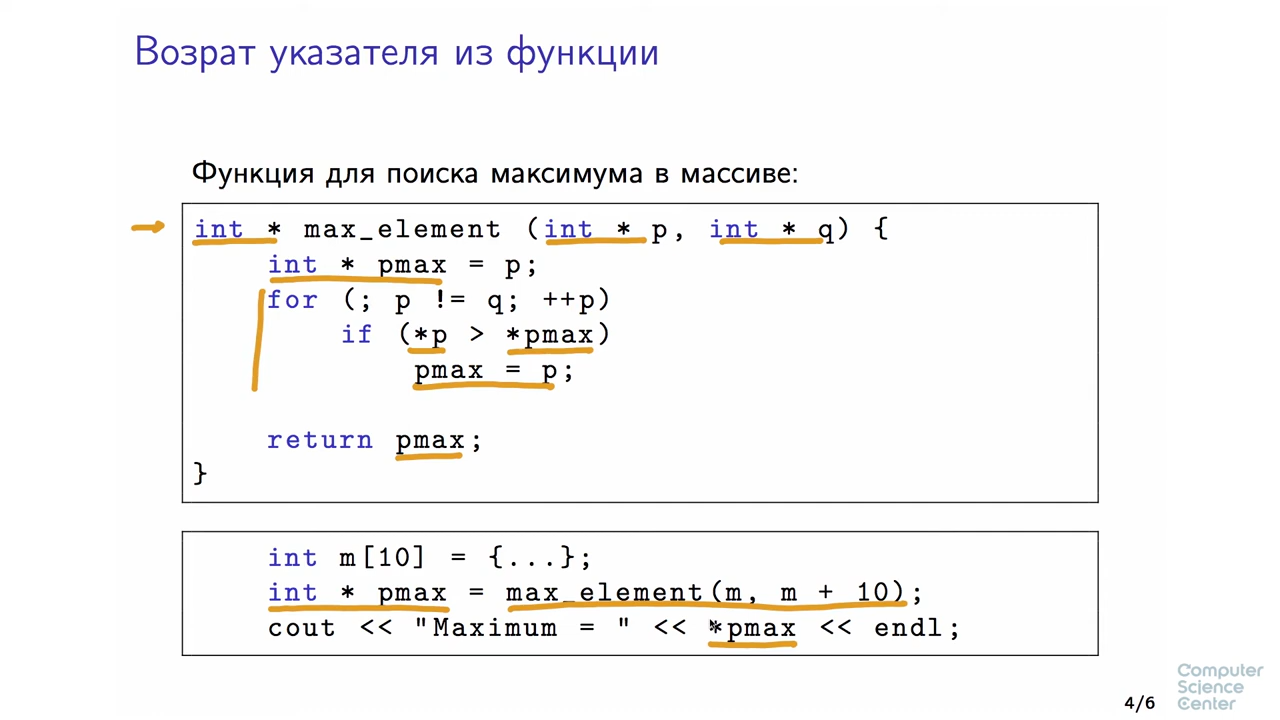 Возрат указателя из функции
Функция для поиска максимума в массиве:
int * max_element (int * p, int * q) {
int * pmax = p;
for (; p != q; ++p)
if (*p > *pmax)
pmax = p;
return pmax;
}
int m[10] = {...};
int * pmax = max_element(m, m + 10);
cout << "Maximum = " << *pmax << endl;
Computer
Science
Center
4/6